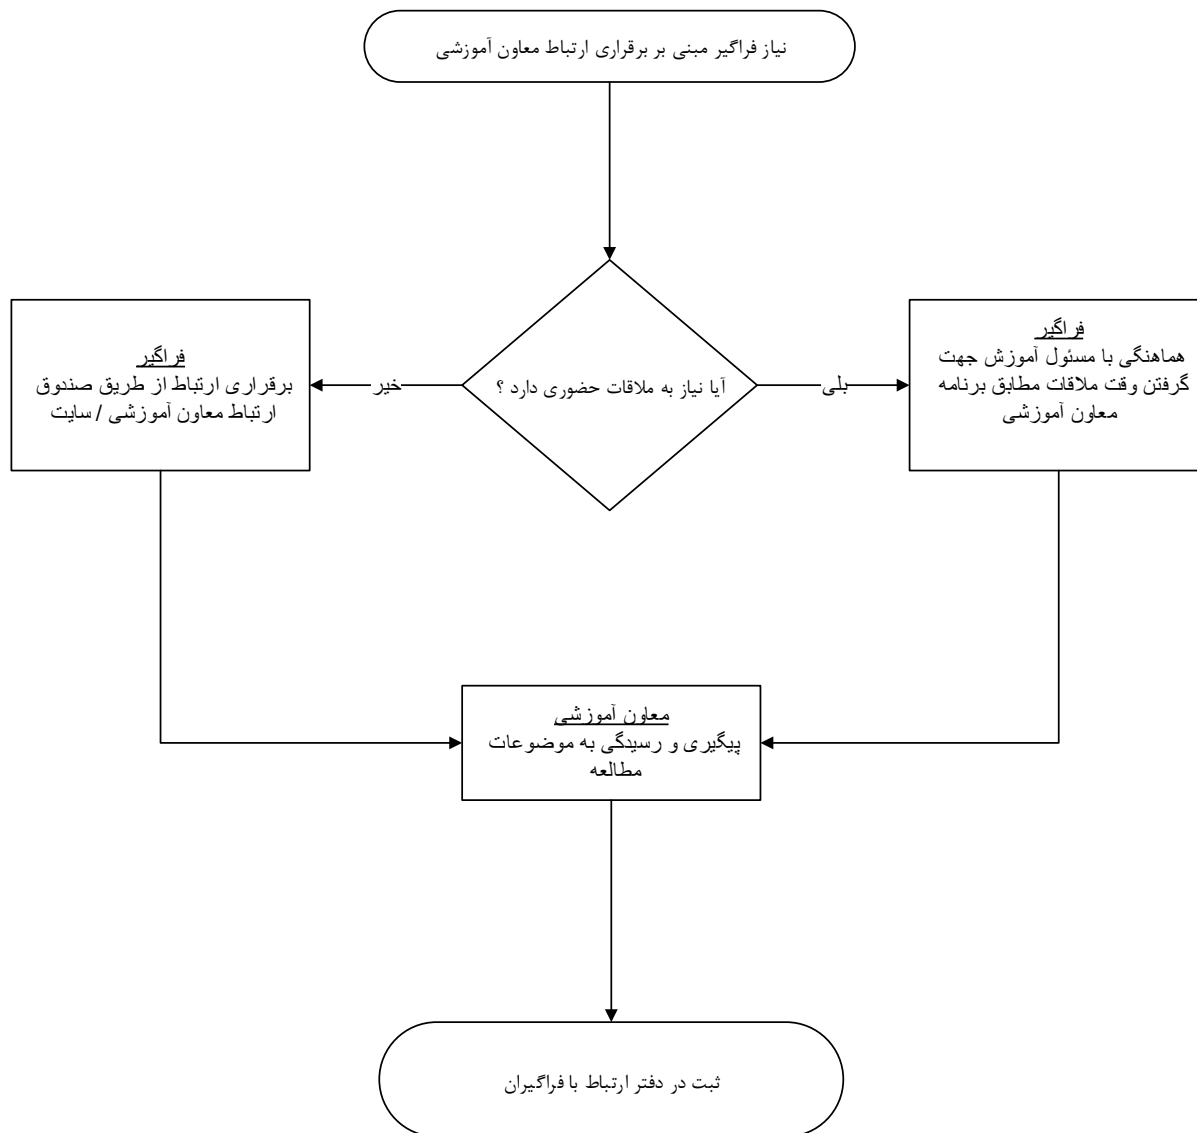 نیاز فراگیر مبنی بر برقراری ارتباط معاون آموزشی
آیا نیاز به ملاقات حضوری دارد ؟
بلی
فراگیر
هماهنگی با مسئول آموزش جهت
گرفتن وقت ملاقات مطابق برنامه
معاون آموزشی
خیر
فراگیر
برقراری ارتباط از طریق صندوق
ارتباط معاون آموزشی / سایت
معاون آموزشی
پیگیری و رسیدگی به موضوعات
مطالعه
ثبت در دفتر ارتباط با فراگیران